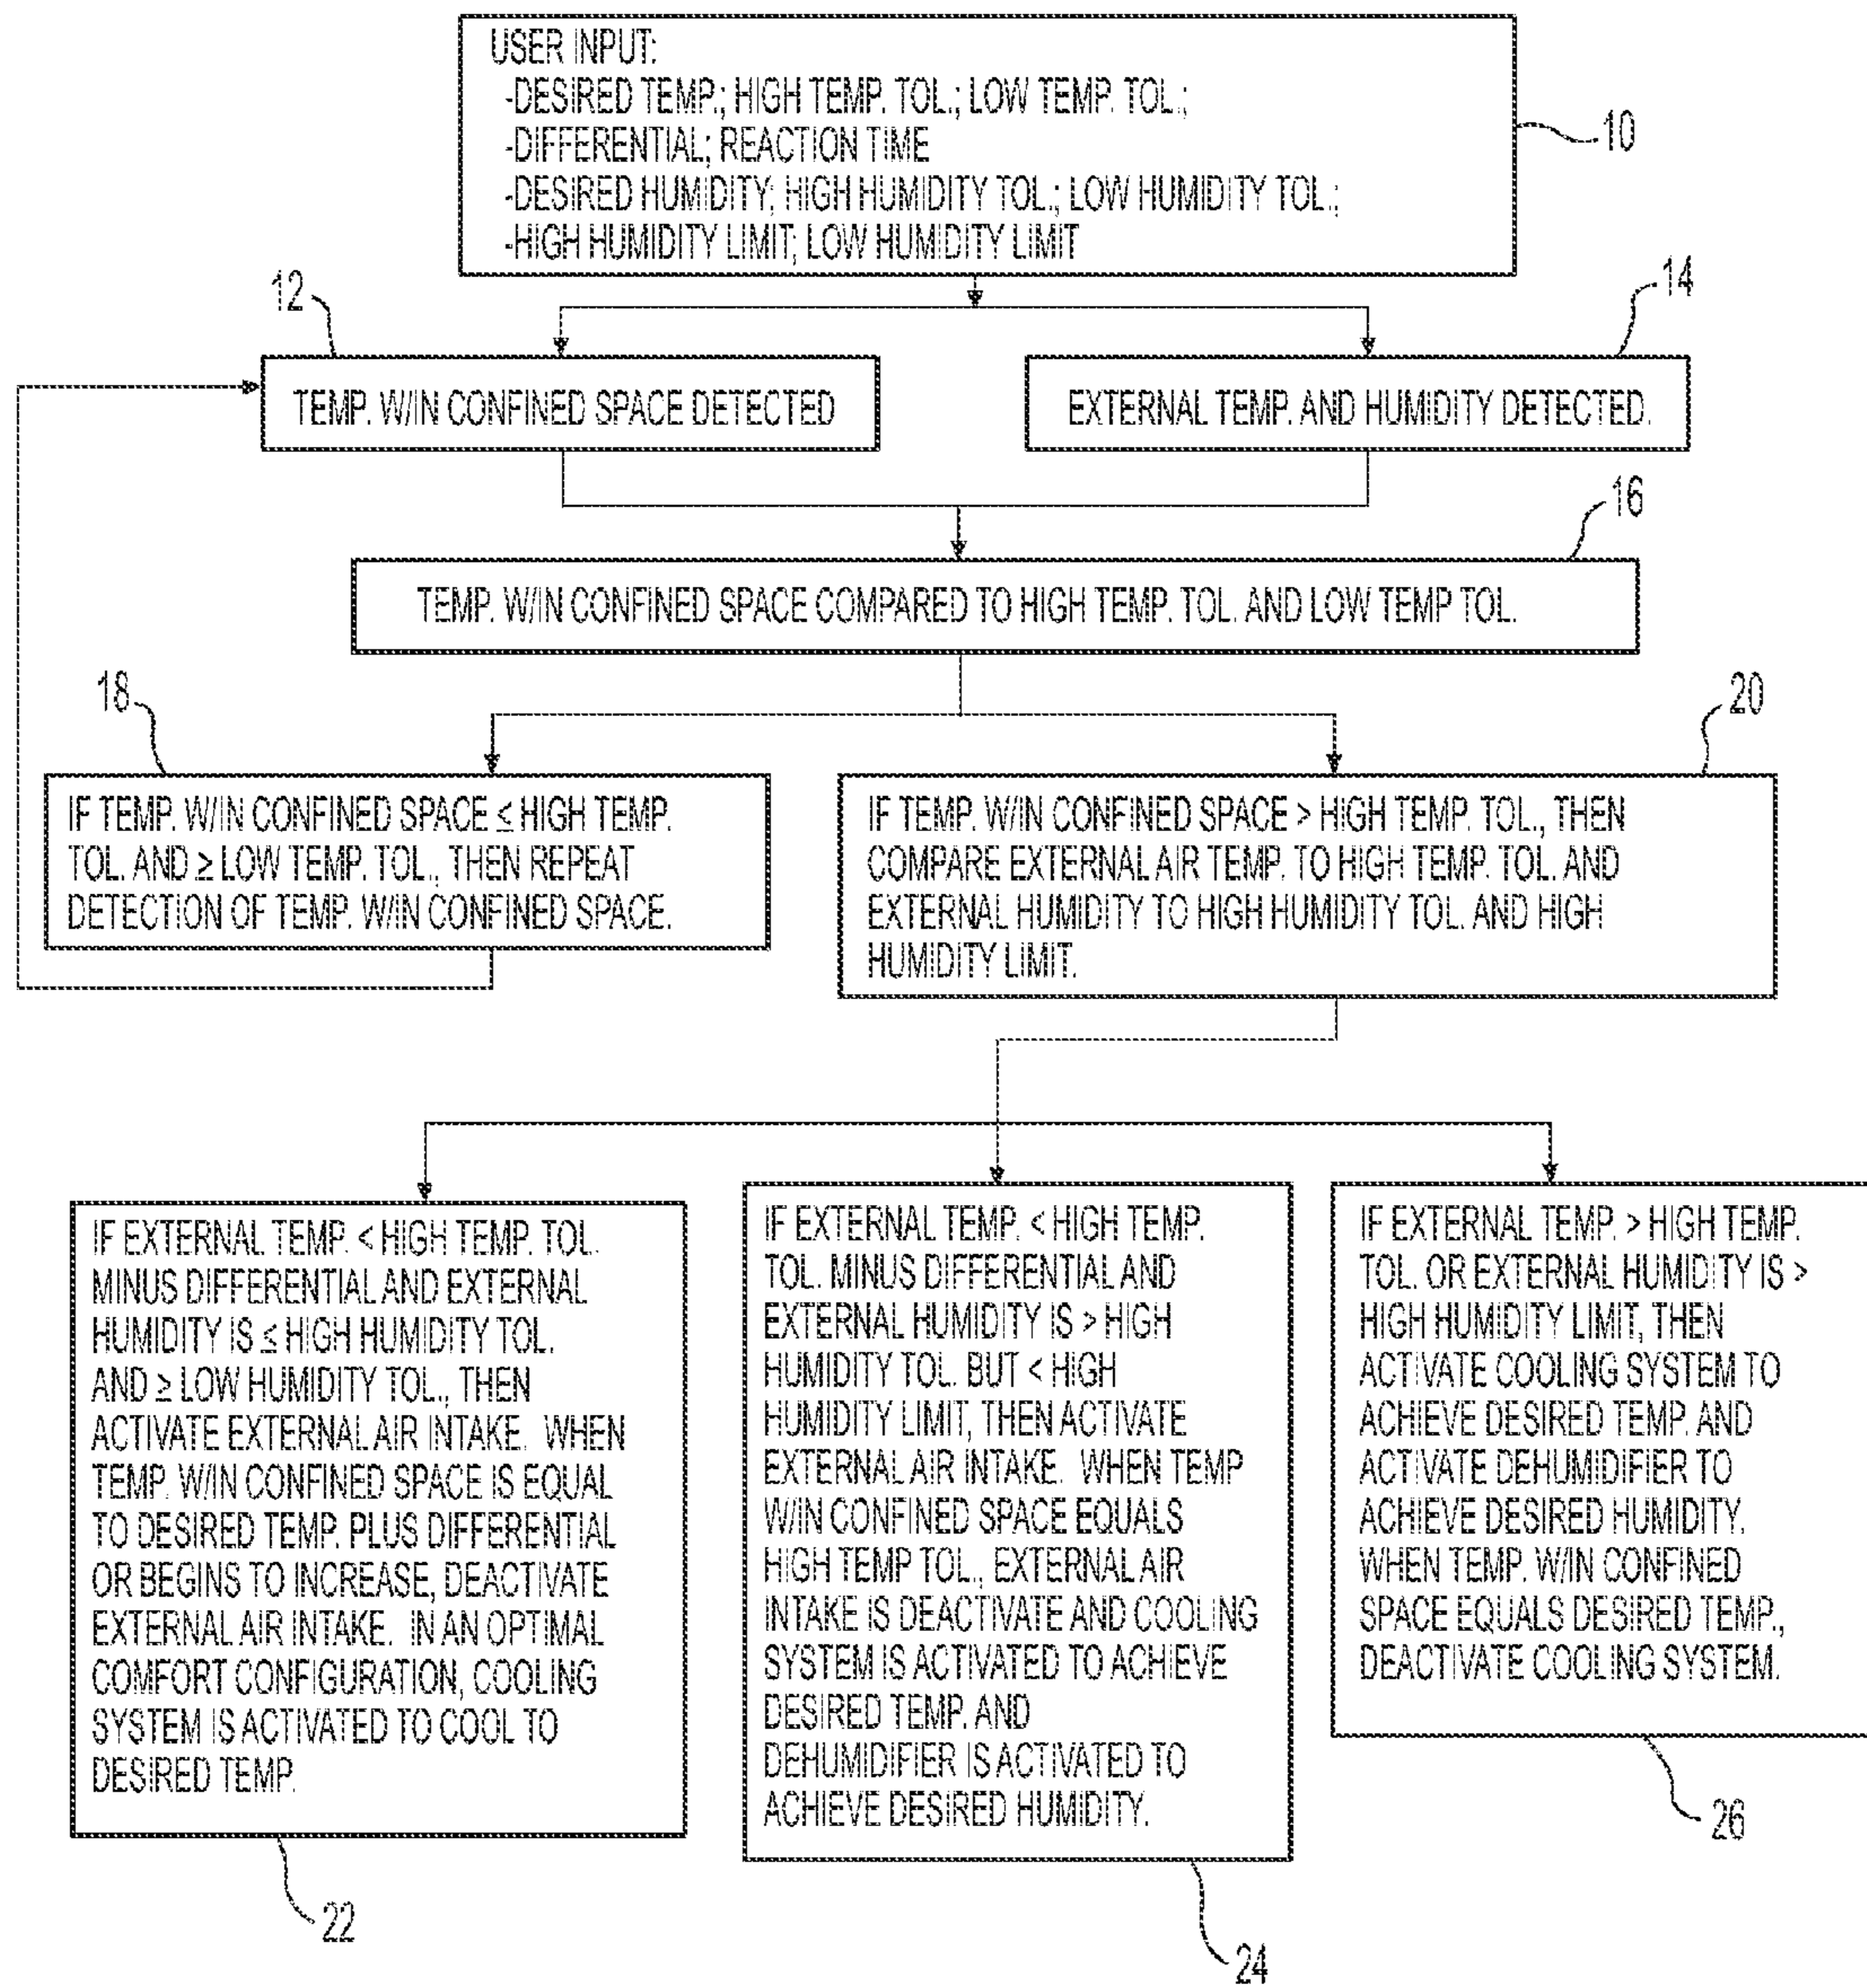 USER INPUT:
-DESIRED TEMP.; HIGH TEMP. TOL.; LOW TEMP. TOL.;
-DIFFERENTIAL; REACTION TIME
-DESIRED HUMIDITY; HIGH HUMIDITY TOL.; LOW HUMIDITY TOL.;
-HIGH HUMIDITY LIMIT; LOW HUMIDITY LIMIT
10
12
14
TEMP. W/IN CONFINED SPACE DETECTED
EXTERNAL TEMP. AND HUMIDITY DETECTED.
16
TEMP. W/IN CONFINED SPACE COMPARED TO HIGH TEMP. TOL. AND LOW TEMP TOL.
18
20
IF TEMP. W/IN CONFINED SPACE ≤ HIGH TEMP.
TOL. AND ≥ LOW TEMP. TOL., THEN REPEAT
DETECTION OF TEMP. W/IN CONFINED SPACE.
IF TEMP. W/IN CONFINED SPACE > HIGH TEMP. TOL., THEN
COMPARE EXTERNAL AIR TEMP. TO HIGH TEMP. TOL. AND
EXTERNAL HUMIDITY TO HIGH HUMIDITY TOL. AND HIGH
HUMIDITY LIMIT.
IF EXTERNAL TEMP. < HIGH TEMP. TOL.
MINUS DIFFERENTIAL AND EXTERNAL
HUMIDITY IS ≤ HIGH HUMIDITY TOL.
AND ≥ LOW HUMIDITY TOL., THEN
ACTIVATE EXTERNAL AIR INTAKE. WHEN
TEMP. W/IN CONFINED SPACE IS EQUAL
TO DESIRED TEMP. PLUS DIFFERENTIAL
OR BEGINS TO INCREASE, DEACTIVATE
EXTERNAL AIR INTAKE. IN AN OPTIMAL
COMFORT CONFIGURATION, COOLING
SYSTEM IS ACTIVATED TO COOL TO
DESIRED TEMP.
22
IF EXTERNAL TEMP. < HIGH TEMP.
TOL. MINUS DIFFERENTIAL AND
EXTERNAL HUMIDITY IS > HIGH
HUMIDITY TOL. BUT < HIGH
HUMIDITY LIMIT, THEN ACTIVATE
EXTERNAL AIR INTAKE. WHEN TEMP
W/IN CONFINED SPACE EQUALS
HIGH TEMP TOL., EXTERNAL AIR
INTAKE IS DEACTIVATE AND COOLING
SYSTEM IS ACTIVATED TO ACHIEVE
DESIRED TEMP. AND
DEHUMIDIFIER IS ACTIVATED TO
ACHIEVE DESIRED HUMIDITY.
24
IF EXTERNAL TEMP. > HIGH TEMP.
TOL. OR EXTERNAL HUMIDITY IS >
HIGH HUMIDITY LIMIT, THEN
ACTIVATE COOLING SYSTEM TO
ACHIEVE DESIRED TEMP. AND
ACTIVATE DEHUMIDIFIER TO
ACHIEVE DESIRED HUMIDITY.
WHEN TEMP. W/IN CONFINED
SPACE EQUALS DESIRED TEMP.,
DEACTIVATE COOLING SYSTEM.
26